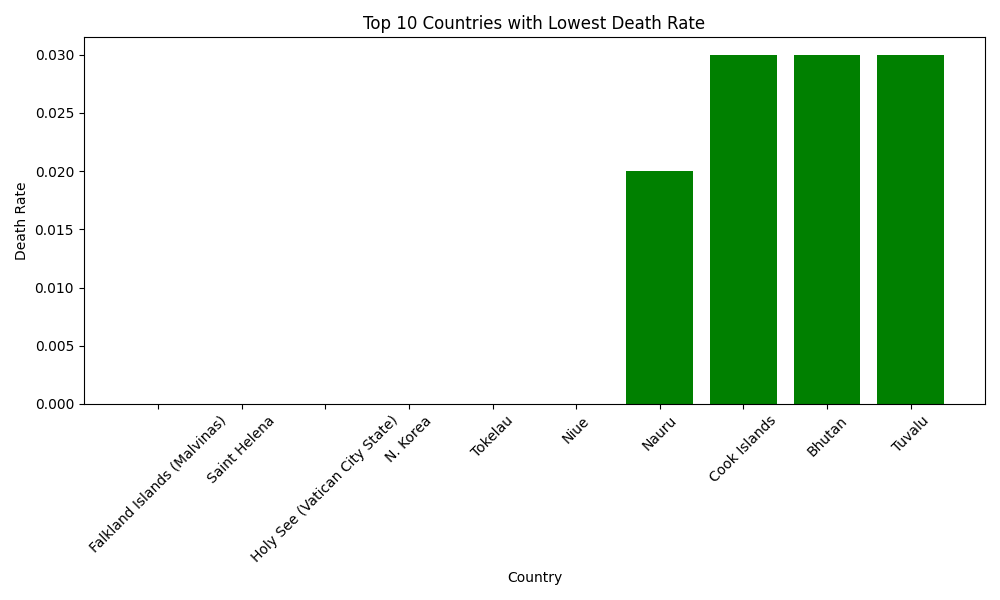 Top 10 Countries with Lowest Death Rate
Death Rate
0.030
0.025
0.020
0.015
0.010
0.005
0.000
Falkland Islands (Malvinas)
Saint Helena
Holy See (Vatican City State)
N. Korea
Tokelau
Niue
Nauru
Cook Islands
Bhutan
Tuvalu
Country